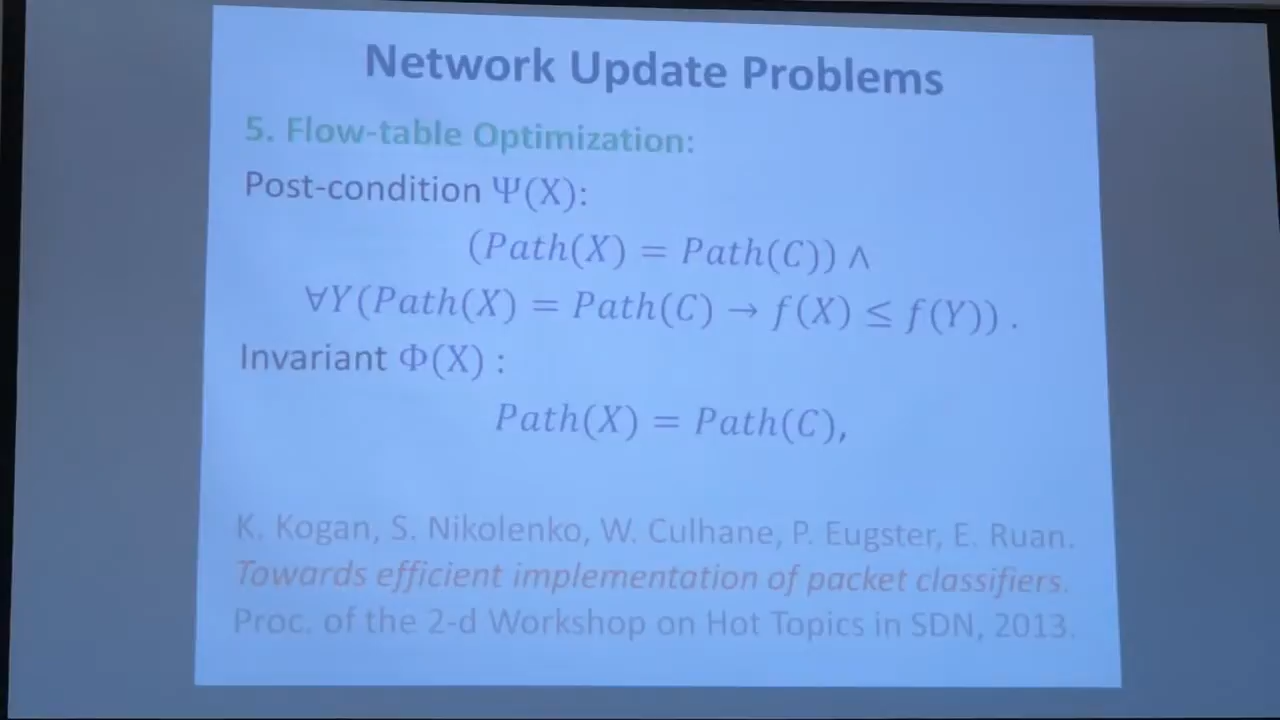 Network Update Problems
5. Flow-table Optimization:
Post-condition Ψ(X):
(Path(X) = Path(C)) ∧
∀Y(Path(X) = Path(C) → f(X) ≤ f(Y)) .
Invariant Φ(X) :
Path(X) = Path(C),
K. Kogan, S. Nikolenko, W. Culhane, P. Eugster, E. Ruan.
Towards efficient implementation of packet classifiers.
Proc. of the 2-d Workshop on Hot Topics in SDN, 2013.